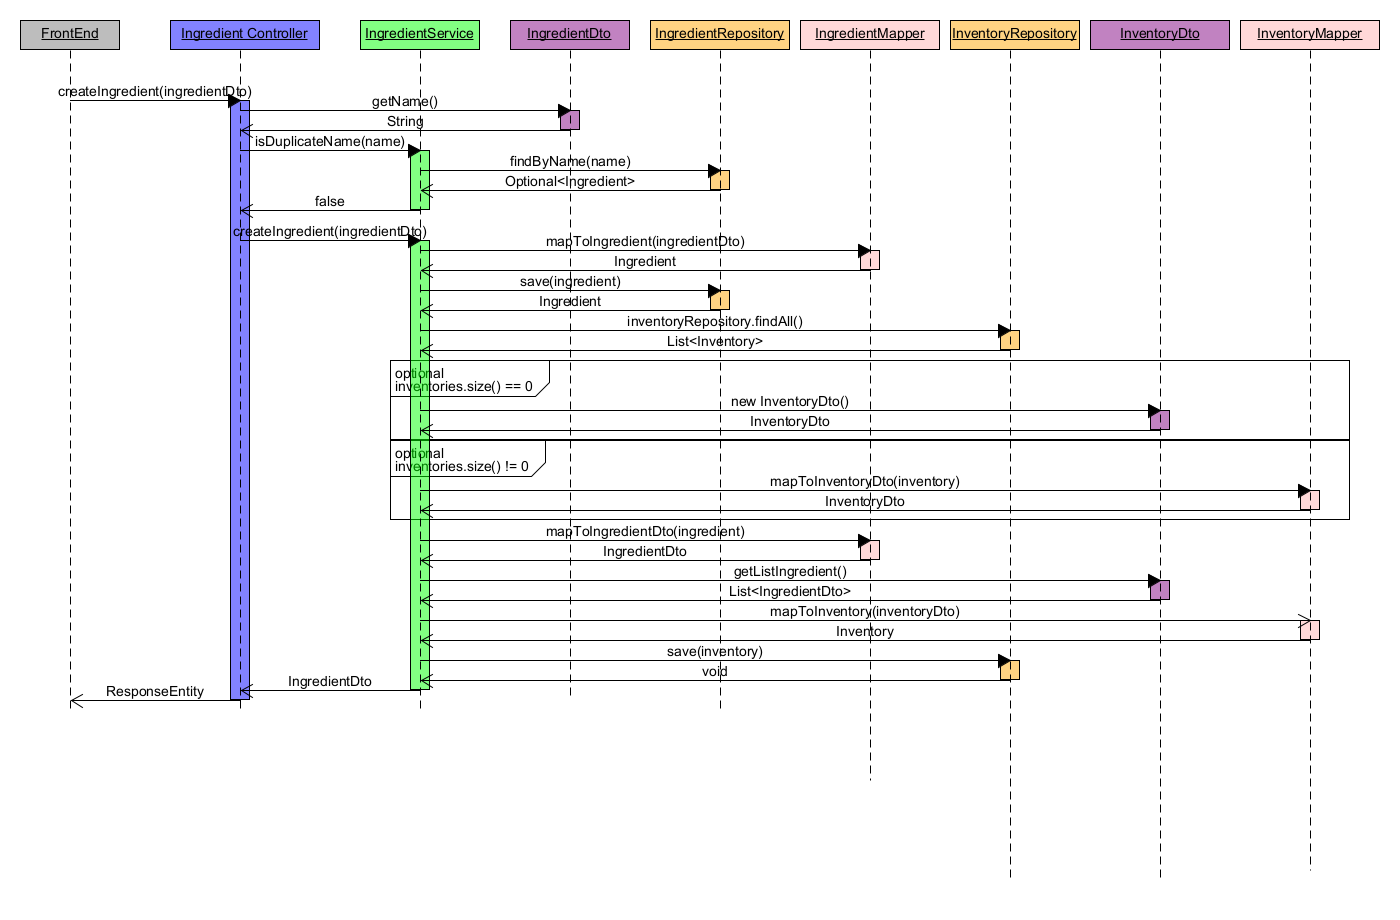 FrontEnd
Ingredient Controller
IngredientService
IngredientDto
IngredientRepository
IngredientMapper
InventoryRepository
InventoryDto
InventoryMapper
createIngredient(ingredientDto)
getName()
String
isDuplicateName(name)
findByName(name)
Optional<Ingredient>
false
createIngredient(ingredientDto)
mapToIngredient(ingredientDto)
Ingredient
save(ingredient)
Ingredient
inventoryRepository.findAll()
List<Inventory>
optional
inventories.size() == 0
new InventoryDto()
InventoryDto
optional
inventories.size() != 0
mapToInventoryDto(inventory)
InventoryDto
mapToIngredientDto(ingredient)
IngredientDto
getListIngredient()
List<IngredientDto>
mapToInventory(inventoryDto)
Inventory
save(inventory)
void
IngredientDto
ResponseEntity